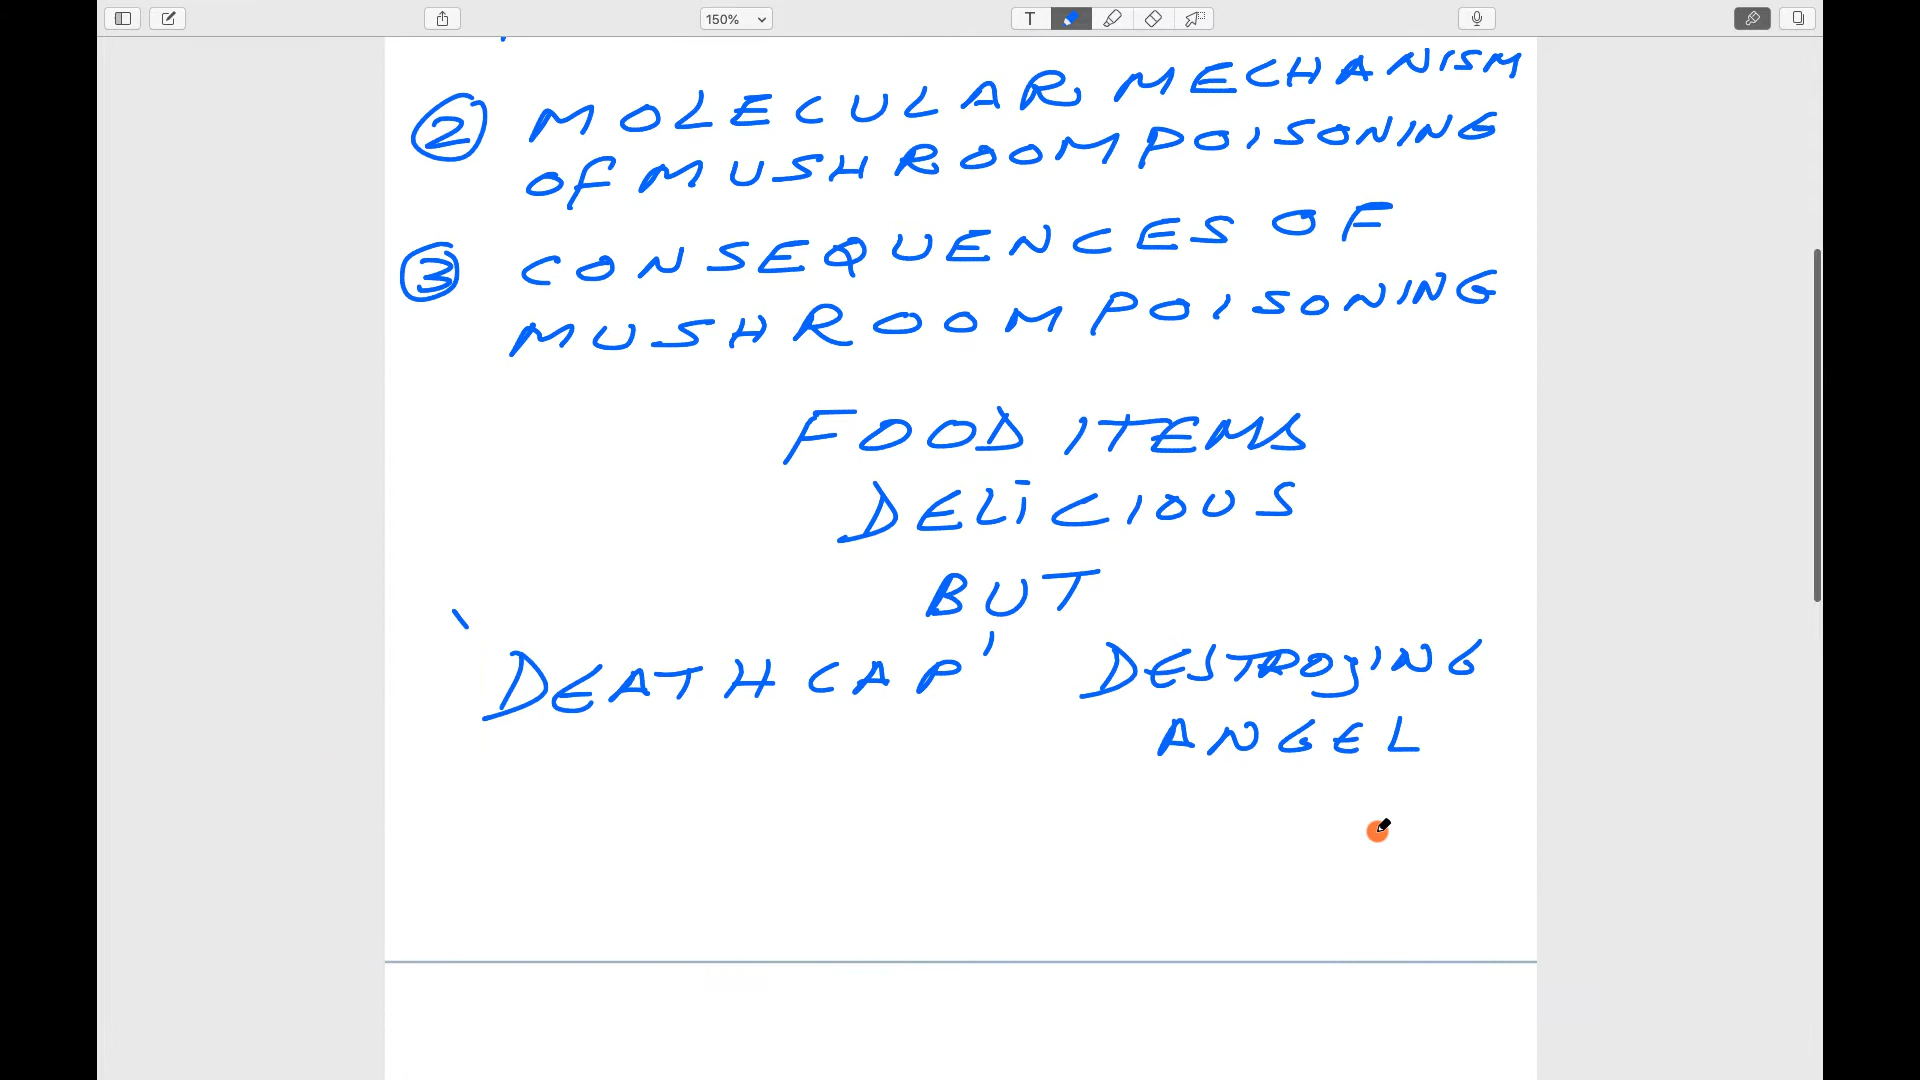 150%
T
② MOLECULAR MECHANISM
OF MUSHROOM POISONING
③ CONSEQUENCES OF
MUSHROOM POISONING
FOOD ITEMS
DELICIOUS
BUT
'DEATH CAP' DESTROYING
ANGEL